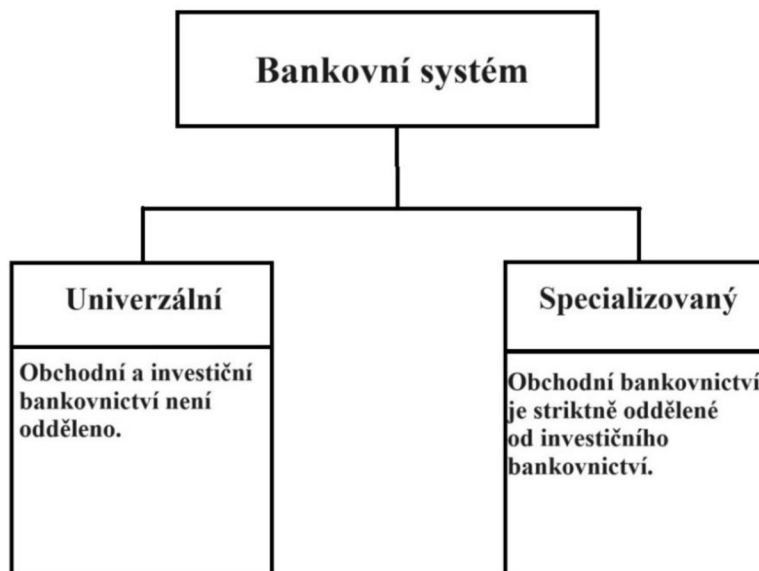 Bankovní systém
Univerzální
Obchodní a investiční
bankovnictví není
odděleno.
Specializovaný
Obchodní bankovnictví
je striktně oddělené
od investičního
bankovnictví.